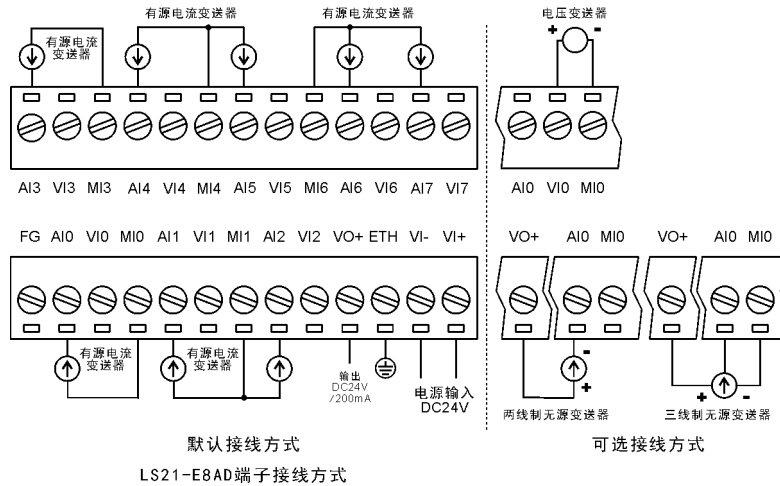 有源电流变送器
有源电流变送器
电压变送器
有源电流
变送器
+ -
AI3 VI3 MI3 AI4 VI4 MI4 AI5 VI5 MI6 AI6 VI6 AI7 VI7
AI0 VI0 MI0
FG AI0 VI0 MI0 AI1 VI1 MI1 AI2 VI2 VO+ ETH VI- VI+
VO+ AI0 MI0
VO+ AI0 MI0
有源电流
变送器
有源电流
变送器
输出
DC24V
/200mA
电源输入
DC24V
-
+
两线制无源变送器
+ -
三线制无源变送器
默认接线方式
可选接线方式
LS21-E8AD端子接线方式